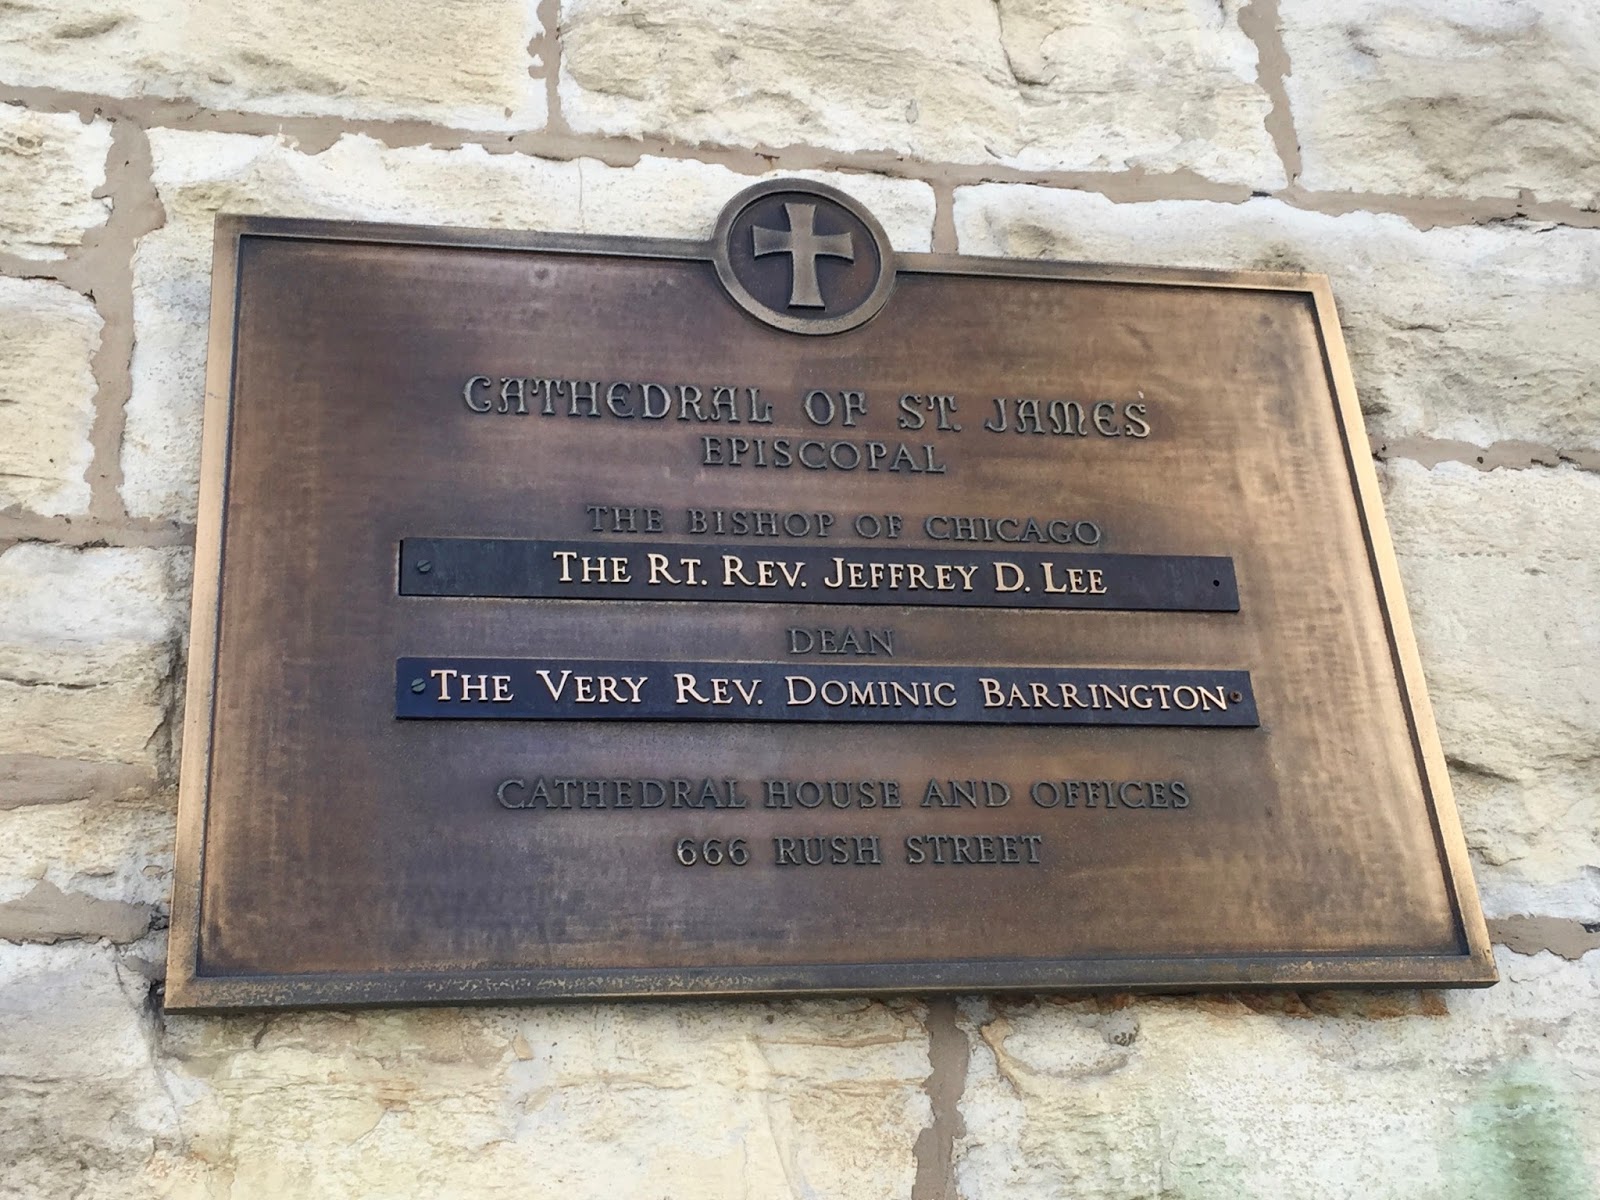 CATHEDRAL OF ST. JAMES
EPISCOPAL
THE BISHOP OF CHICAGO
THE RT. REV. JEFFREY D. LEE
DEAN
THE VERY REV. DOMINIC BARRINGTON
CATHEDRAL HOUSE AND OFFICES
666 RUSH STREET